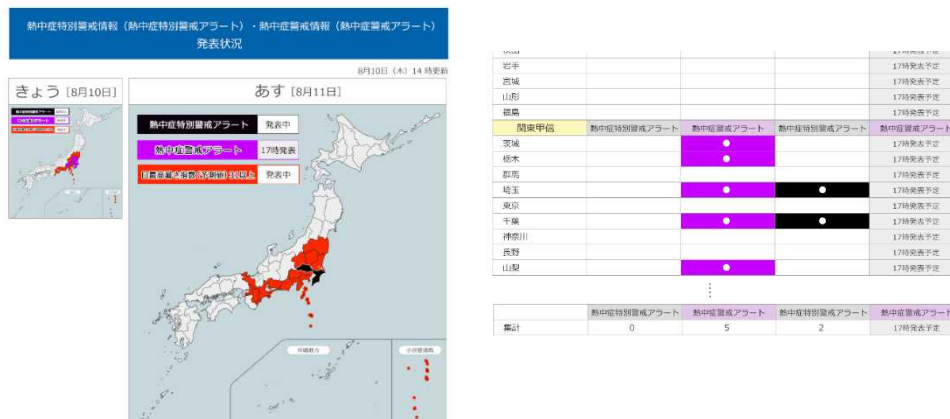 熱中症特別警戒情報（熱中症特別警戒アラート）・熱中症警戒情報（熱中症警戒アラート）
発表状況
8月10日（木）14時更新
きょう［8月10日］
あす［8月11日］
熱中症特別警戒アラート 発表中
熱中症警戒アラート 17時発表
日最高暑さ指数(予測値) 33以上 発表中
沖縄地方
小笠原諸島
岩手 17時発表予定
宮城 17時発表予定
山形 17時発表予定
福島 17時発表予定
関東甲信 熱中症特別警戒アラート 熱中症警戒アラート 熱中症特別警戒アラート 熱中症警戒アラート
茨城 17時発表予定
栃木 17時発表予定
群馬 17時発表予定
埼玉 17時発表予定
東京 17時発表予定
千葉 17時発表予定
神奈川 17時発表予定
長野 17時発表予定
山梨 17時発表予定
熱中症特別警戒アラート 熱中症警戒アラート 熱中症特別警戒アラート 熱中症警戒アラート
集計 0 5 2 17時発表予定